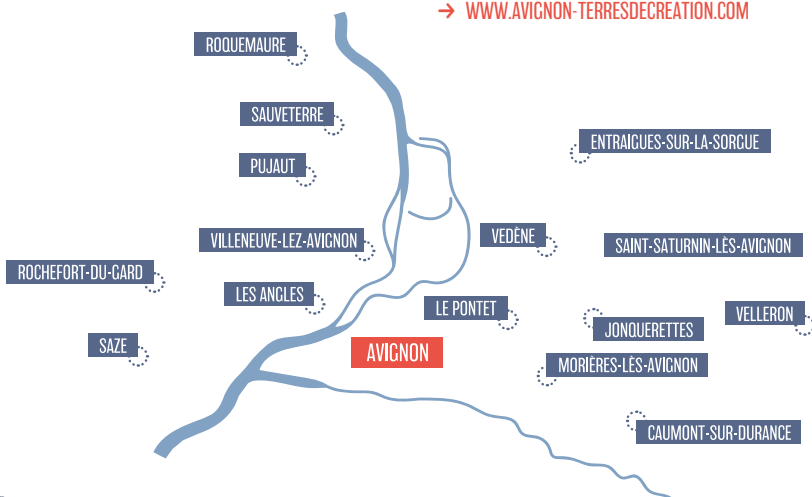 → WWW.AVIGNON-TERRESDECREATION.COM
ROQUEMAURE
SAUVETERRE
ENTRAIGUES-SUR-LA-SORGUE
PUJAUT
VILLENEUVE-LEZ-AVIGNON
VEDÈNE
SAINT-SATURNIN-LÈS-AVIGNON
ROCHEFORT-DU-GARD
LES ANGLES
LE PONTET
VELLERON
JONQUERETTES
SAZE
AVIGNON
MORIÈRES-LÈS-AVIGNON
CAUMONT-SUR-DURANCE